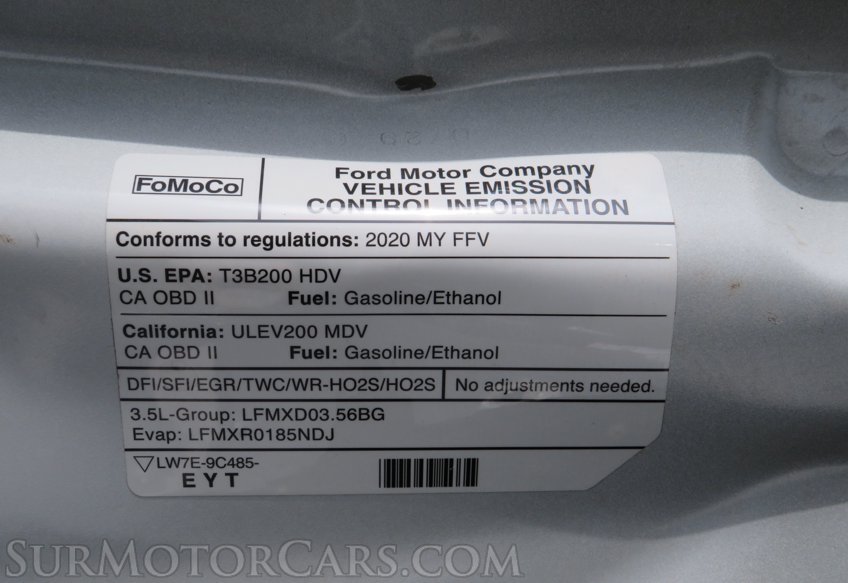 FoMoCo
Ford Motor Company
VEHICLE EMISSION
CONTROL INFORMATION
Conforms to regulations: 2020 MY FFV
U.S. EPA: T3B200 HDV
CA OBD II Fuel: Gasoline/Ethanol
California: ULEV200 MDV
CA OBD II Fuel: Gasoline/Ethanol
DFI/SFI/EGR/TWC/WR-HO2S/HO2S No adjustments needed.
3.5L-Group: LFMXD03.56BG
Evap: LFMXR0185NDJ
LW7E-9C485-
EYT
SURMOTORCARS.COM